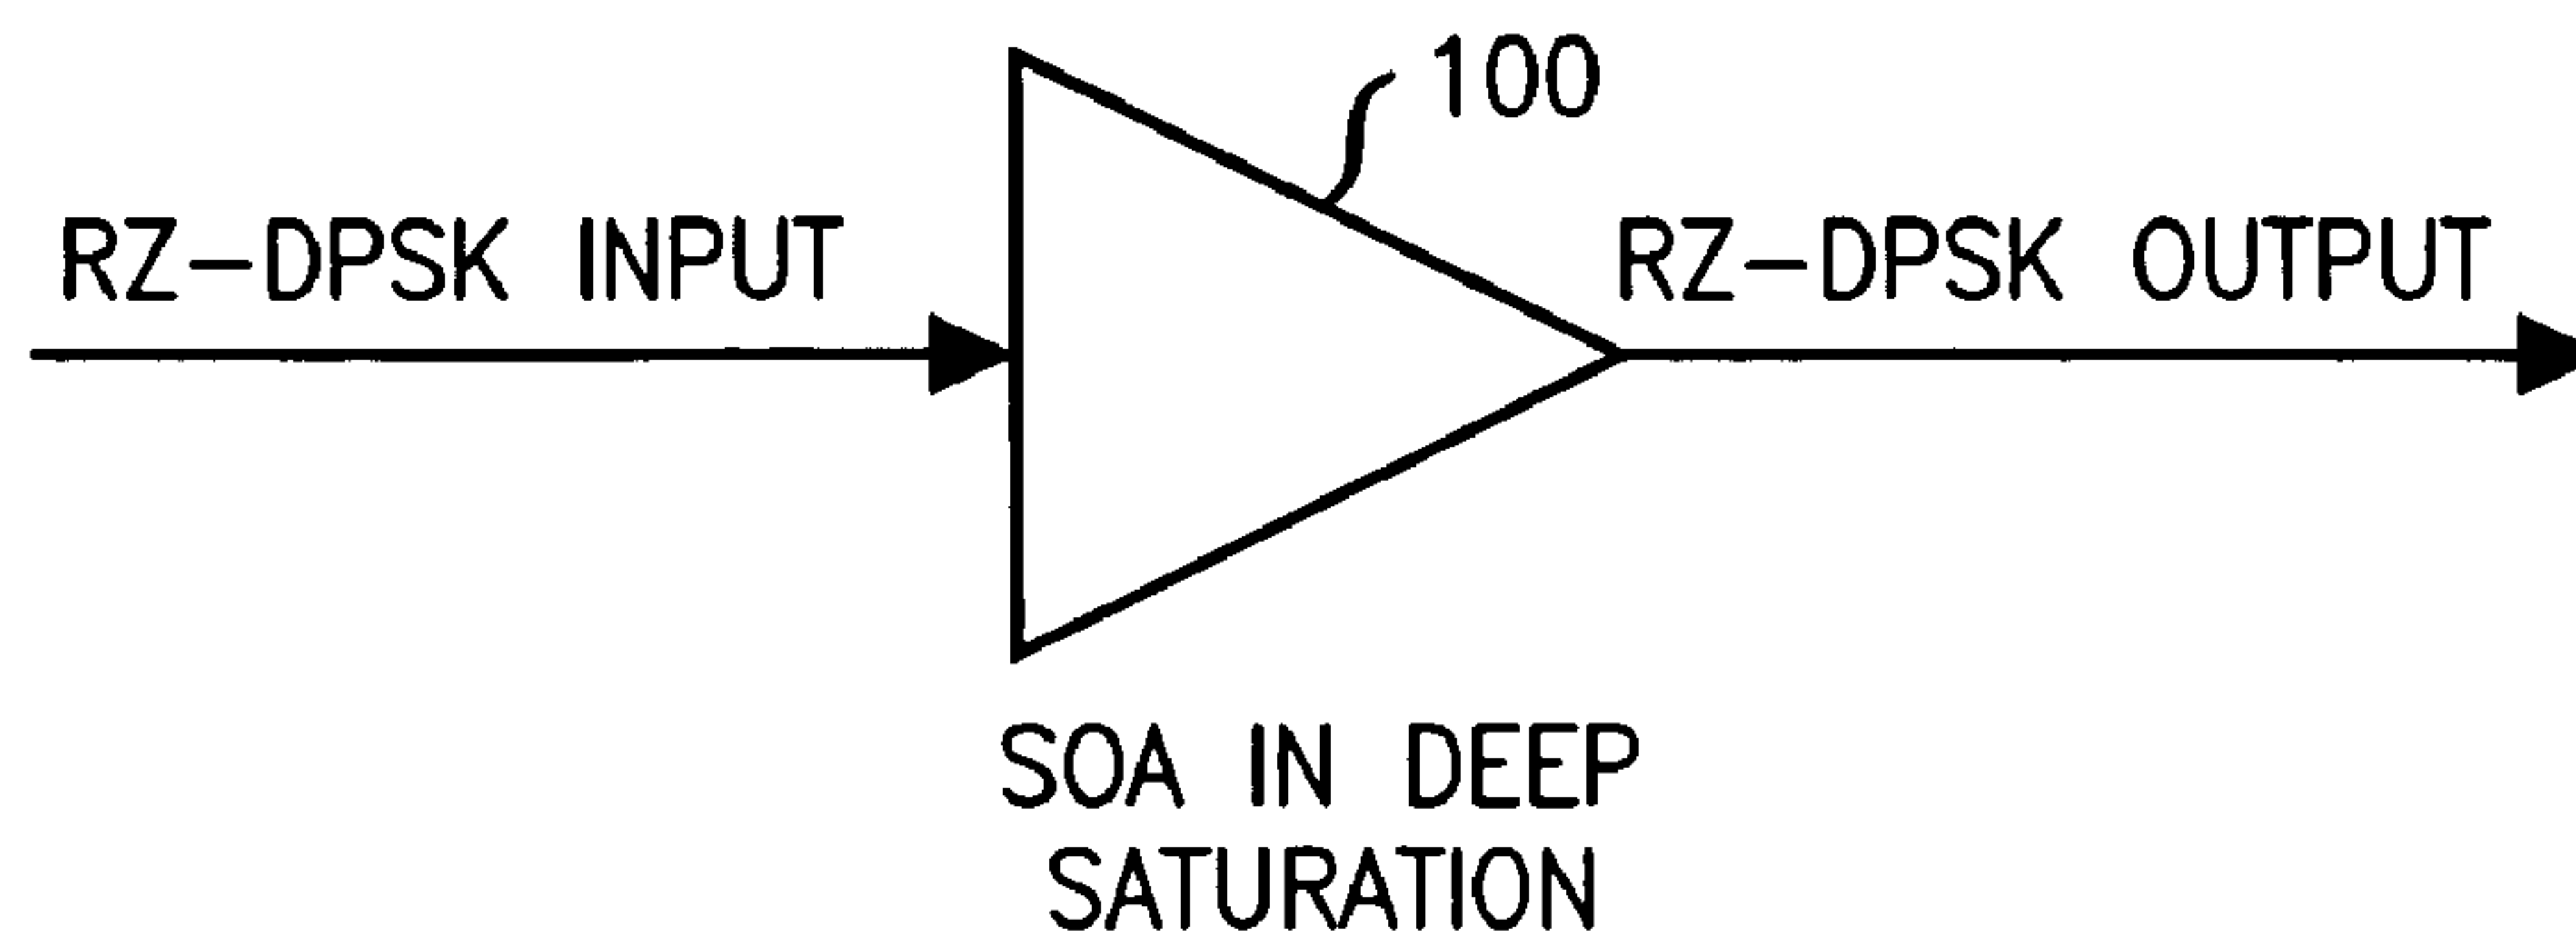 100
RZ-DPSK INPUT
RZ-DPSK OUTPUT
SOA IN DEEP
SATURATION